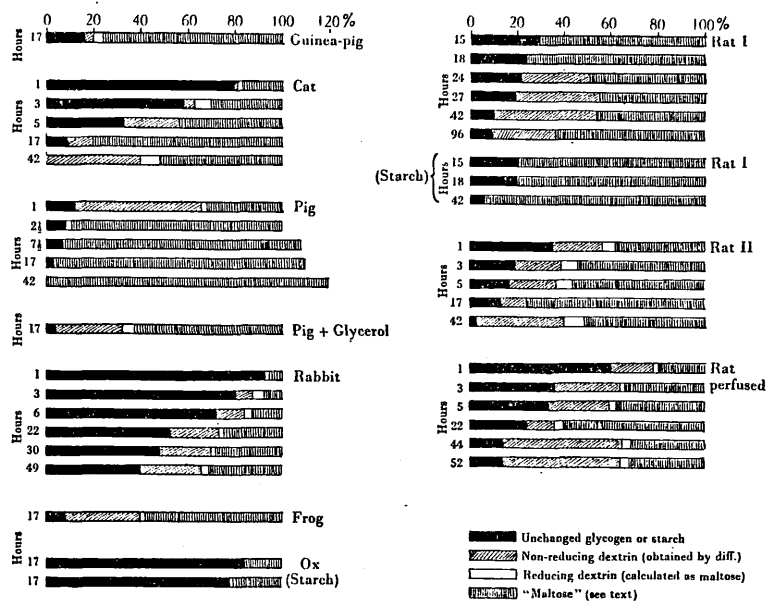 0 20 40 60 80 100 120 %
Hours
17 Guinea-pig
Hours
1 Cat
3
5
17
42
Hours
1 Pig
2½
7½
17
42
Hours
17 Pig + Glycerol
Hours
1 Rabbit
3
6
22
30
49
Hours
17 Frog
17 Ox
17 (Starch)
0 20 40 60 80 100 %
Hours
15 Rat I
18
24
27
42
96
(Starch)
Hours
15 Rat I
18
42
Hours
1 Rat II
3
5
17
42
Hours
1 Rat
3 perfused
5
22
44
52
Unchanged glycogen or starch
Non-reducing dextrin (obtained by diff.)
Reducing dextrin (calculated as maltose)
"Maltose" (see text)